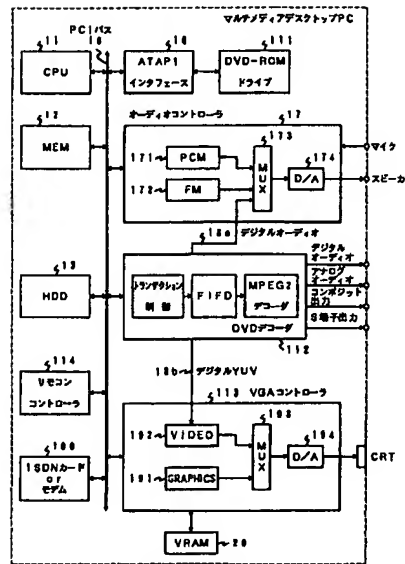 マルチメディアデスクトップPC
PCIバス
10
11
CPU
16
ATAPI
インタフェース
111
DVD-ROM
ドライブ
12
MEM
オーディオコントローラ
17
171
PCM
172
FM
173
MUX
174
D/A
マイク
スピーカ
18a
デジタルオーディオ
13
HDD
トランザクション
制御
FIFO
MPEG2
デコーダ
DVDデコーダ
112
デジタル
オーディオ
アナログ
オーディオ
コンポジット
出力
S端子出力
114
リモコン
コントローラ
18b
デジタルYUV
113
VGAコントローラ
192
VIDEO
191
GRAPHICS
193
MUX
194
D/A
CRT
100
ISDNカード
or
モデム
VRAM
20